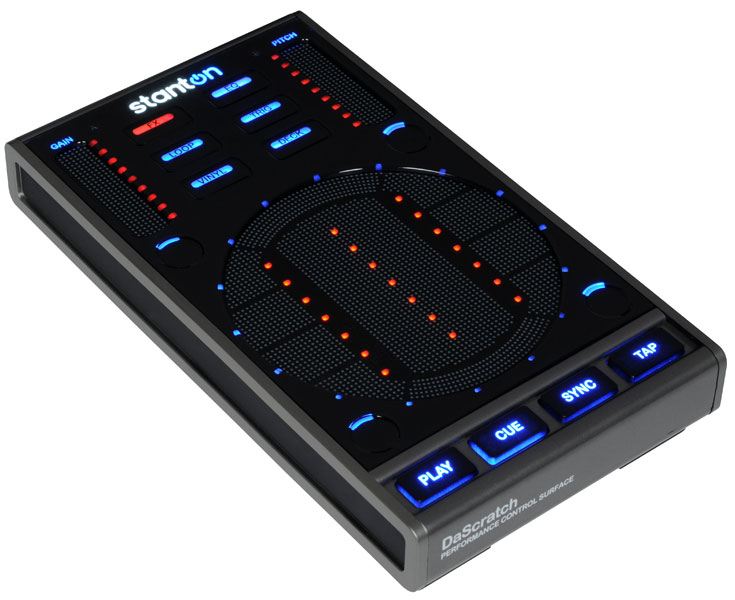 stanton
PITCH
EQ
FX
TRIG
GAIN
LOOP
DECK
VINYL
TAP
SYNC
CUE
PLAY
DaScratch
PERFORMANCE CONTROL SURFACE